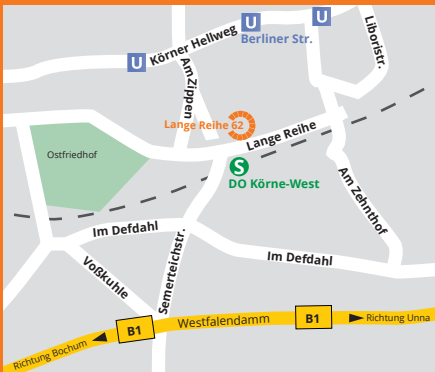 U
U
Liboristr.
Körner Hellweg
Berliner Str.
U
Am Zippen
Lange Reihe 62
Lange Reihe
Ostfriedhof
S
DO Körne-West
Am Zehnthof
Im Defdahl
Semerteichstr.
Im Defdahl
Voßkuhle
B1
Westfalendamm
B1
Richtung Unna
Richtung Bochum